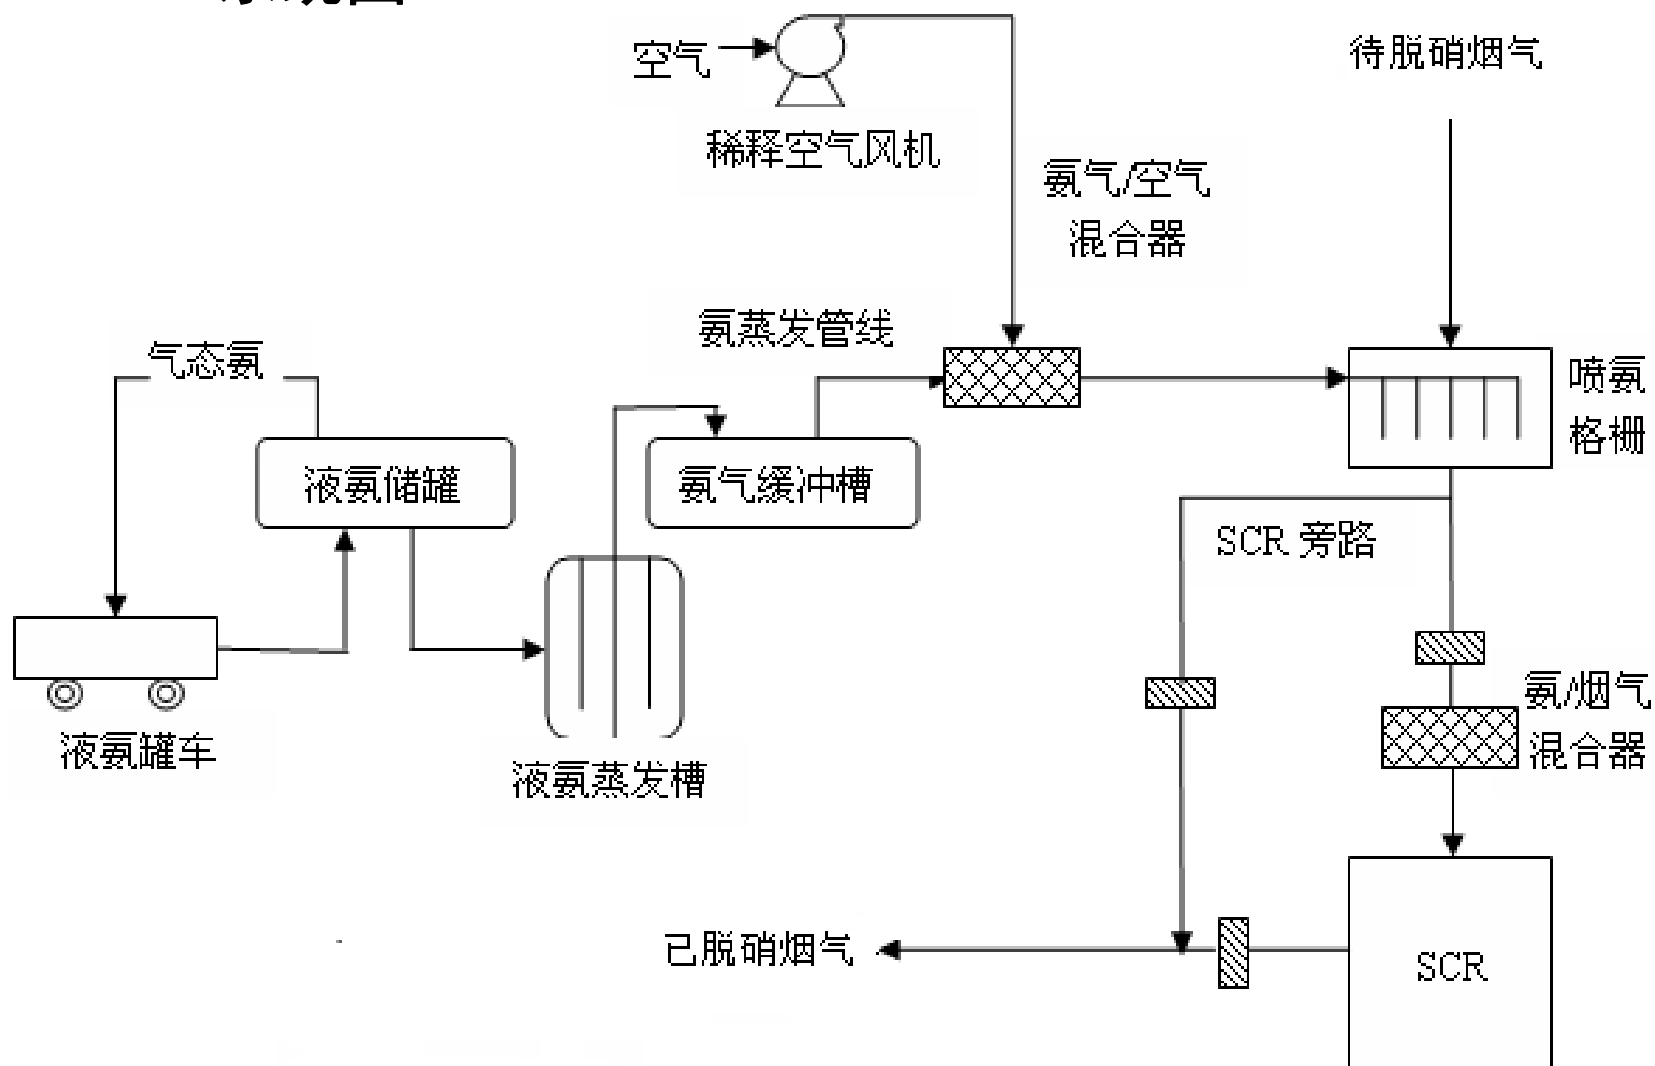 空气
待脱硝烟气
稀释空气风机
氨气/空气
混合器
氨蒸发管线
气态氨
喷氨
格栅
液氨储罐
氨气缓冲槽
SCR 旁路
氨/烟气
混合器
液氨罐车
液氨蒸发槽
已脱硝烟气
SCR